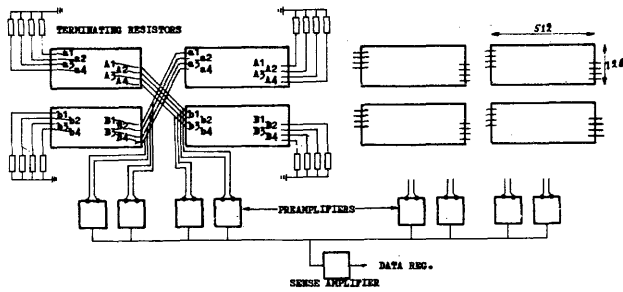 TERMINATING RESISTORS
512
128
a1 a2 a3 a4
A1 A2 A3 A4
a1 a2 a3 a4
A1 A2 A3 A4
b1 b2 b3 b4
B1 B2 B3 B4
b1 b2 b3 b4
B1 B2 B3 B4
PREAMPLIFIERS
DATA REG.
SENSE AMPLIFIER